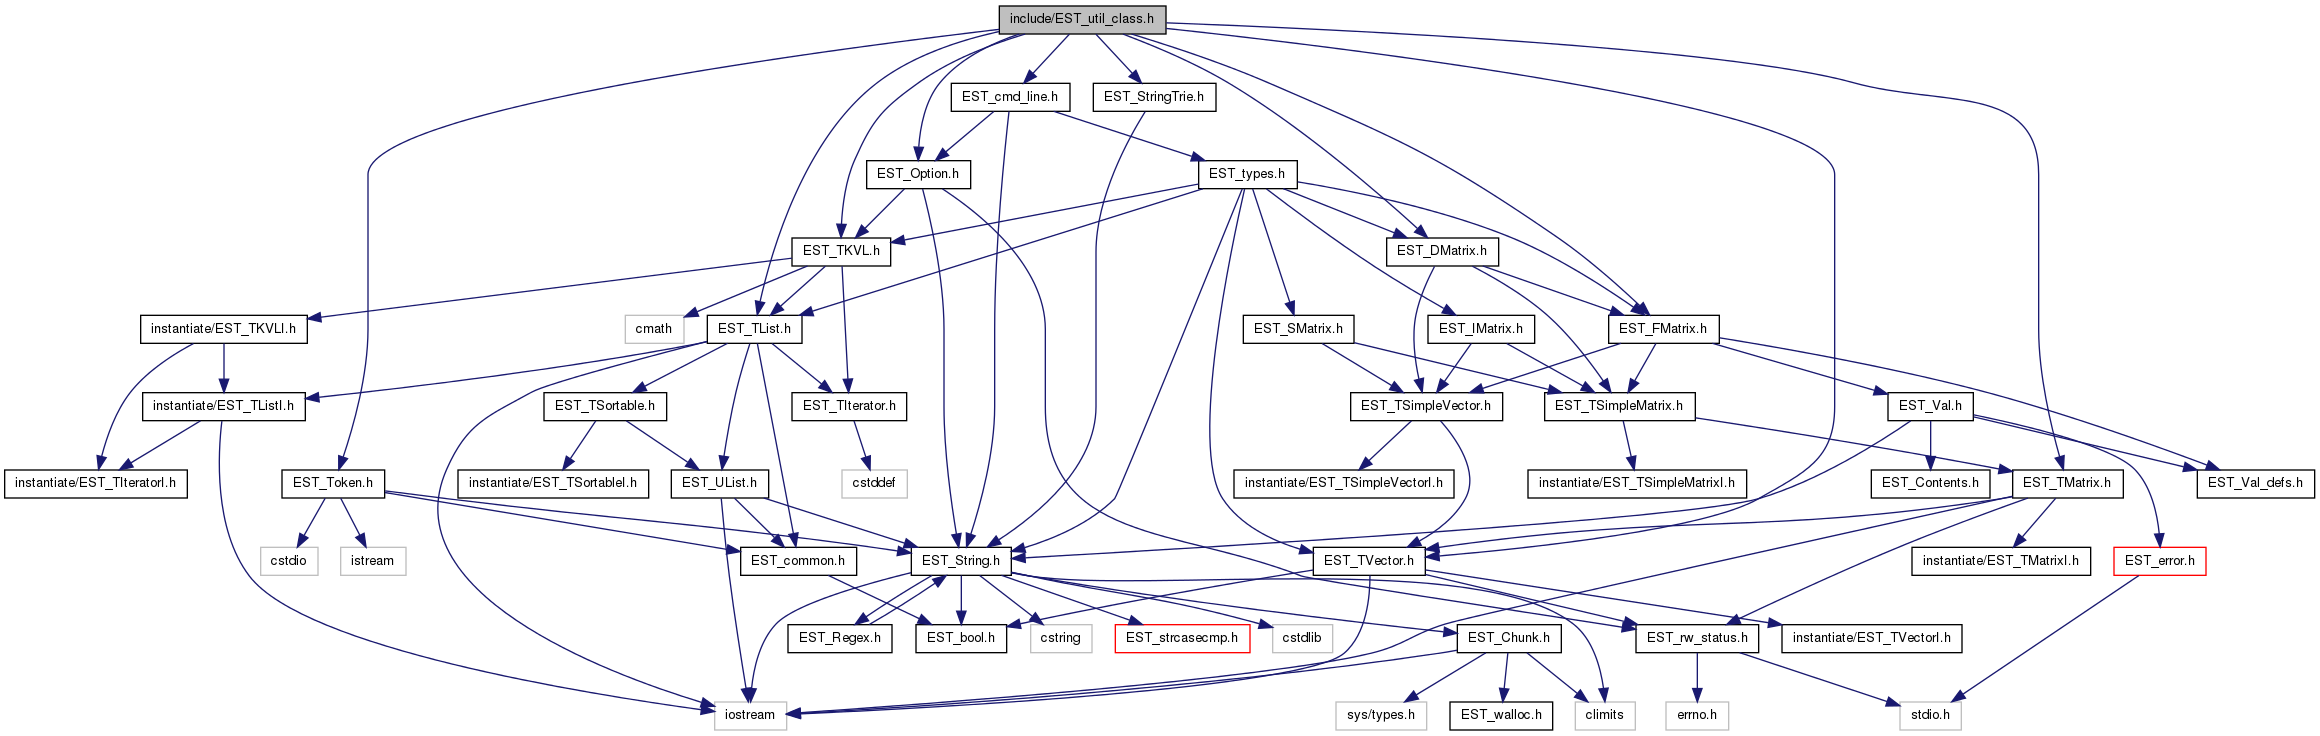 include/EST_util_class.h
EST_cmd_line.h
EST_StringTrie.h
EST_Option.h
EST_types.h
EST_TKVL.h
EST_DMatrix.h
instantiate/EST_TKVLI.h
cmath
EST_TList.h
EST_SMatrix.h
EST_IMatrix.h
EST_FMatrix.h
instantiate/EST_TListI.h
EST_TSortable.h
EST_TIterator.h
EST_TSimpleVector.h
EST_TSimpleMatrix.h
EST_Val.h
instantiate/EST_TIteratorI.h
EST_Token.h
instantiate/EST_TSortableI.h
EST_UList.h
cstddef
instantiate/EST_TSimpleVectorI.h
instantiate/EST_TSimpleMatrixI.h
EST_Contents.h
EST_TMatrix.h
EST_Val_defs.h
cstdio
istream
EST_common.h
EST_String.h
EST_TVector.h
instantiate/EST_TMatrixI.h
EST_error.h
EST_Regex.h
EST_bool.h
cstring
EST_strcasecmp.h
cstdlib
EST_Chunk.h
EST_rw_status.h
instantiate/EST_TVectorI.h
iostream
sys/types.h
EST_walloc.h
climits
errno.h
stdio.h